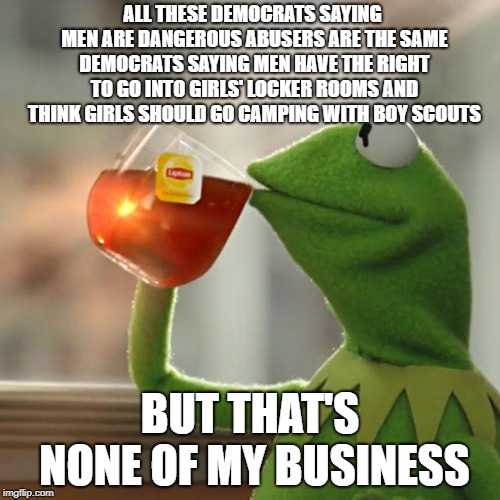 ALL THESE DEMOCRATS SAYING
MEN ARE DANGEROUS ABUSERS ARE THE SAME
DEMOCRATS SAYING MEN HAVE THE RIGHT
TO GO INTO GIRLS' LOCKER ROOMS AND
THINK GIRLS SHOULD GO CAMPING WITH BOY SCOUTS
Lipton
BUT THAT'S
NONE OF MY BUSINESS
imgflip.com